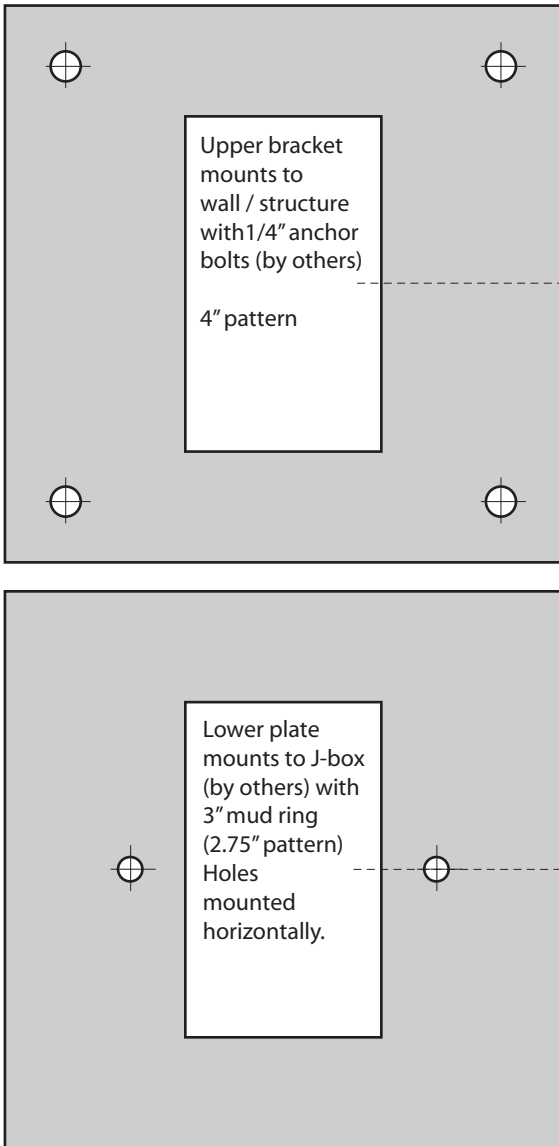 Upper bracket
mounts to
wall / structure
with1/4” anchor
bolts (by others)
4” pattern
Lower plate
mounts to J-box
(by others) with
3” mud ring
(2.75” pattern)
Holes
mounted
horizontally.